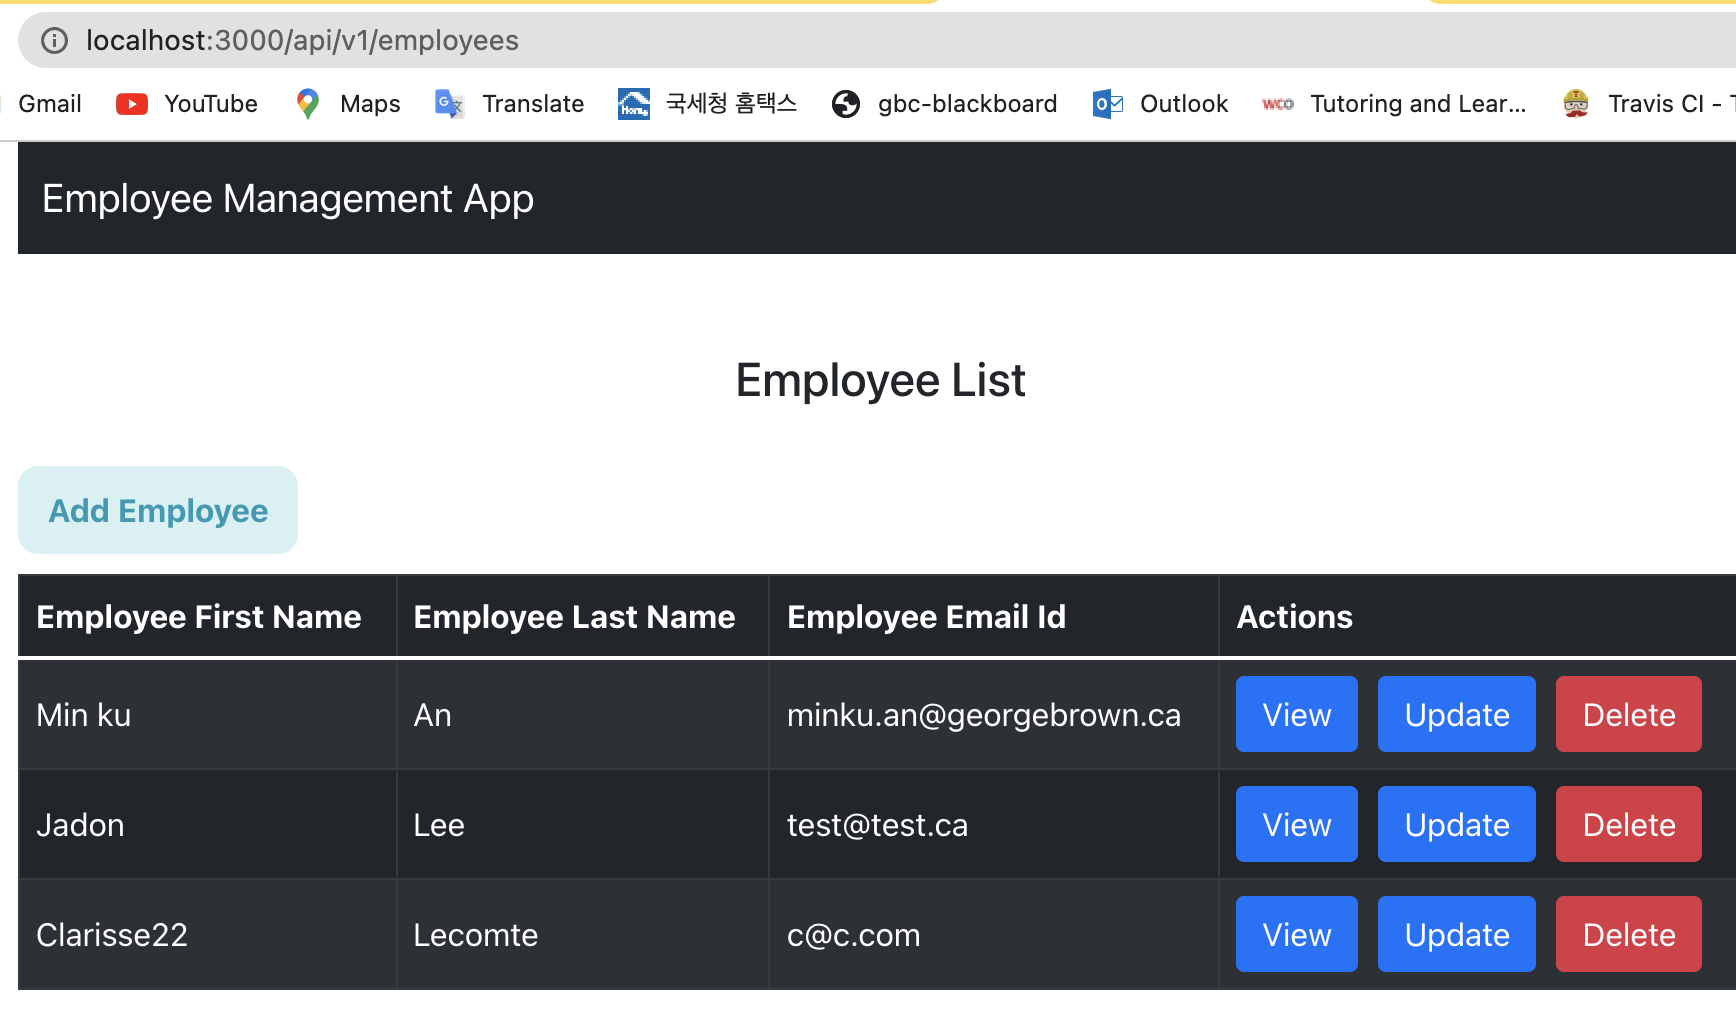 localhost:3000/api/v1/employees
Gmail YouTube Maps Translate 국세청 홈택스 gbc-blackboard Outlook Tutoring and Lear... Travis CI -
Employee Management App
Employee List
Add Employee
Employee First Name Employee Last Name Employee Email Id Actions
Min ku An minku.an@georgebrown.ca View Update Delete
Jadon Lee test@test.ca View Update Delete
Clarisse22 Lecomte c@c.com View Update Delete